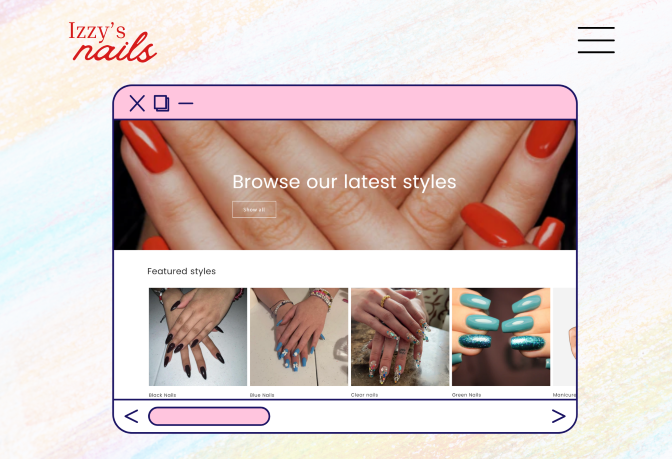 Izzy's
nails
Browse our latest styles
Show all
Featured styles
Black Nails
Blue Nails
Clear nails
Green Nails
Manicure